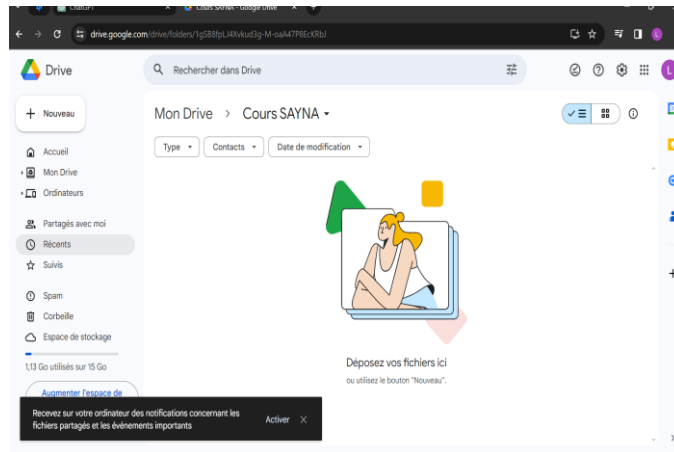 ChatGPT
Cours SAYNA - Google Drive
drive.google.com/drive/folders/1gS88fpLJ4Xvkud3g-M-oaA47P8EcKRbJ
Drive
Rechercher dans Drive
Nouveau
Mon Drive > Cours SAYNA
Type
Contacts
Date de modification
Accueil
Mon Drive
Ordinateurs
Partagés avec moi
Récents
Suivis
Spam
Corbeille
Espace de stockage
1,13 Go utilisés sur 15 Go
Augmenter l'espace de
Déposez vos fichiers ici
ou utilisez le bouton "Nouveau".
Recevez sur votre ordinateur des notifications concernant les
fichiers partagés et les événements importants
Activer